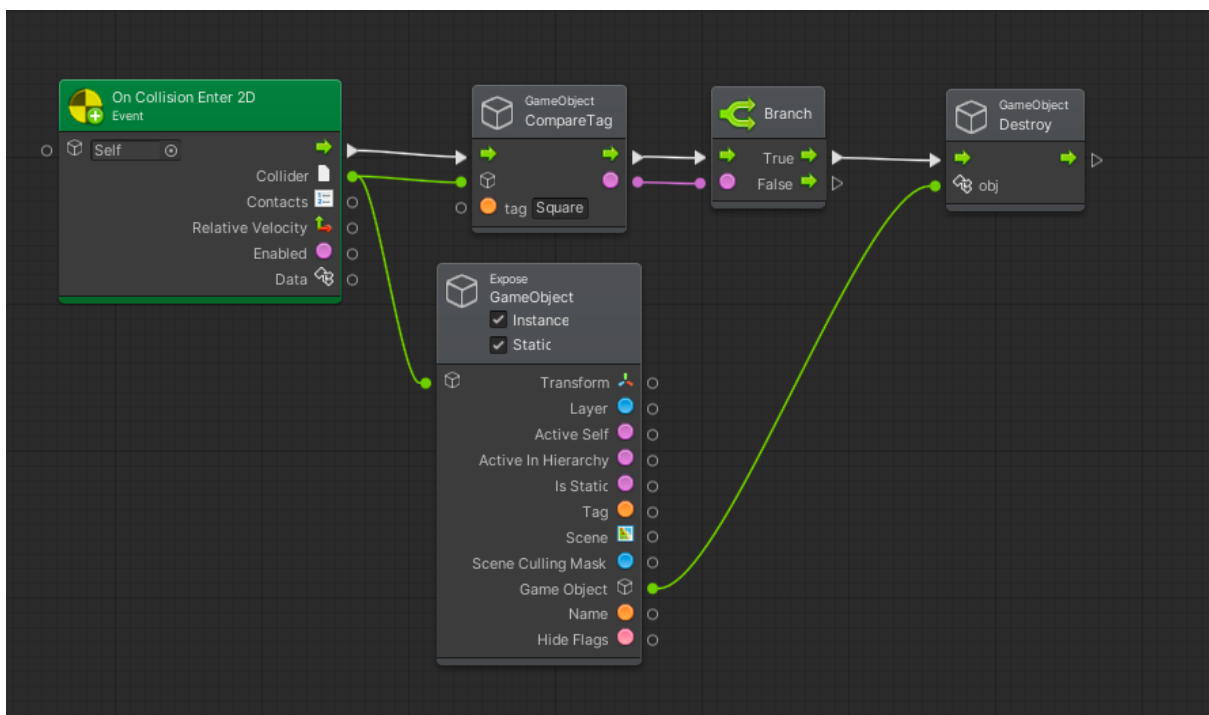 On Collision Enter 2D
Event
Self
Collider
Contacts
Relative Velocity
Enabled
Data
GameObject
CompareTag
tag Square
Branch
True
False
GameObject
Destroy
obj
Expose
GameObject
Instance
Static
Transform
Layer
Active Self
Active In Hierarchy
Is Static
Tag
Scene
Scene Culling Mask
Game Object
Name
Hide Flags